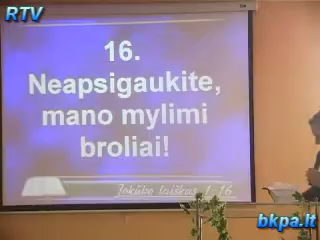 RTV
16.
Neapsigaukite,
mano mylimi
broliai!
Jokūbo laiškas 1-16
bkpa.lt